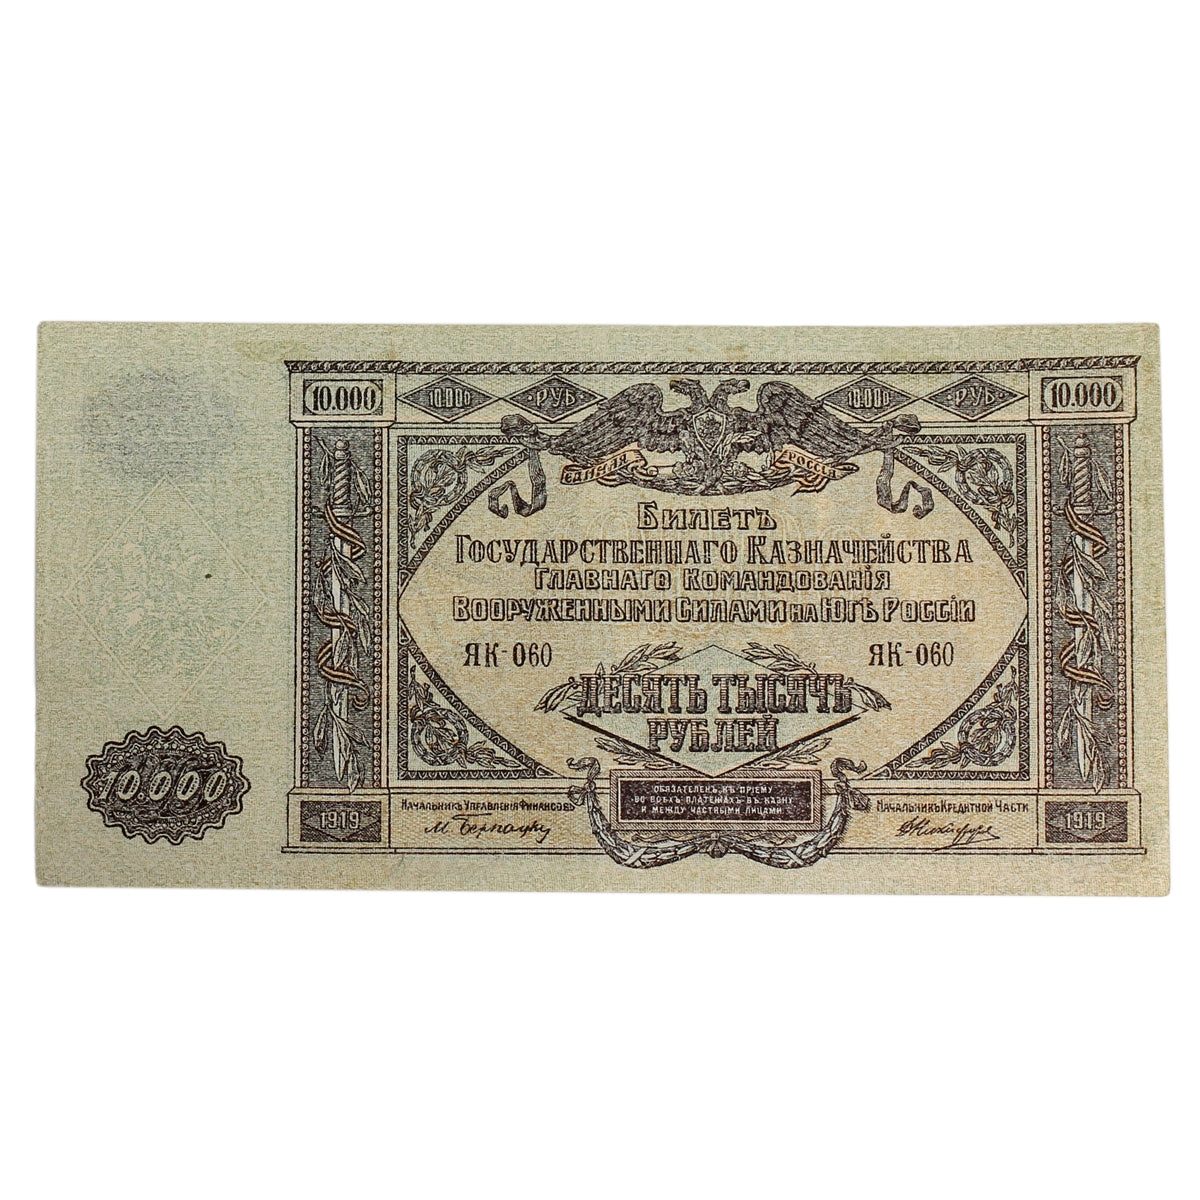 10.000 10.000 РУБ 10.000 РУБ 10.000
ЕДИНАЯ РОССІЯ
БИЛЕТЪ
ГОСУДАРСТВЕННАГО КАЗНАЧЕЙСТВА
ГЛАВНАГО КОМАНДОВАНІЯ
ВООРУЖЕННЫМИ СИЛАМИ НА ЮГѢ РОССІИ
ЯК-060 ЯК-060
ДЕСЯТЬ ТЫСЯЧЪ
РУБЛЕЙ
10.000
ОБЯЗАТЕЛЕНЪ КЪ ПРІЕМУ
ВО ВСѢХЪ ПЛАТЕЖАХЪ ВЪ КАЗНУ
И МЕЖДУ ЧАСТНЫМИ ЛИЦАМИ
НАЧАЛЬНИКЪ УПРАВЛЕНІЯ ФИНАНСОВЪ НАЧАЛЬНИКЪ КРЕДИТНОЙ ЧАСТИ
1919 1919